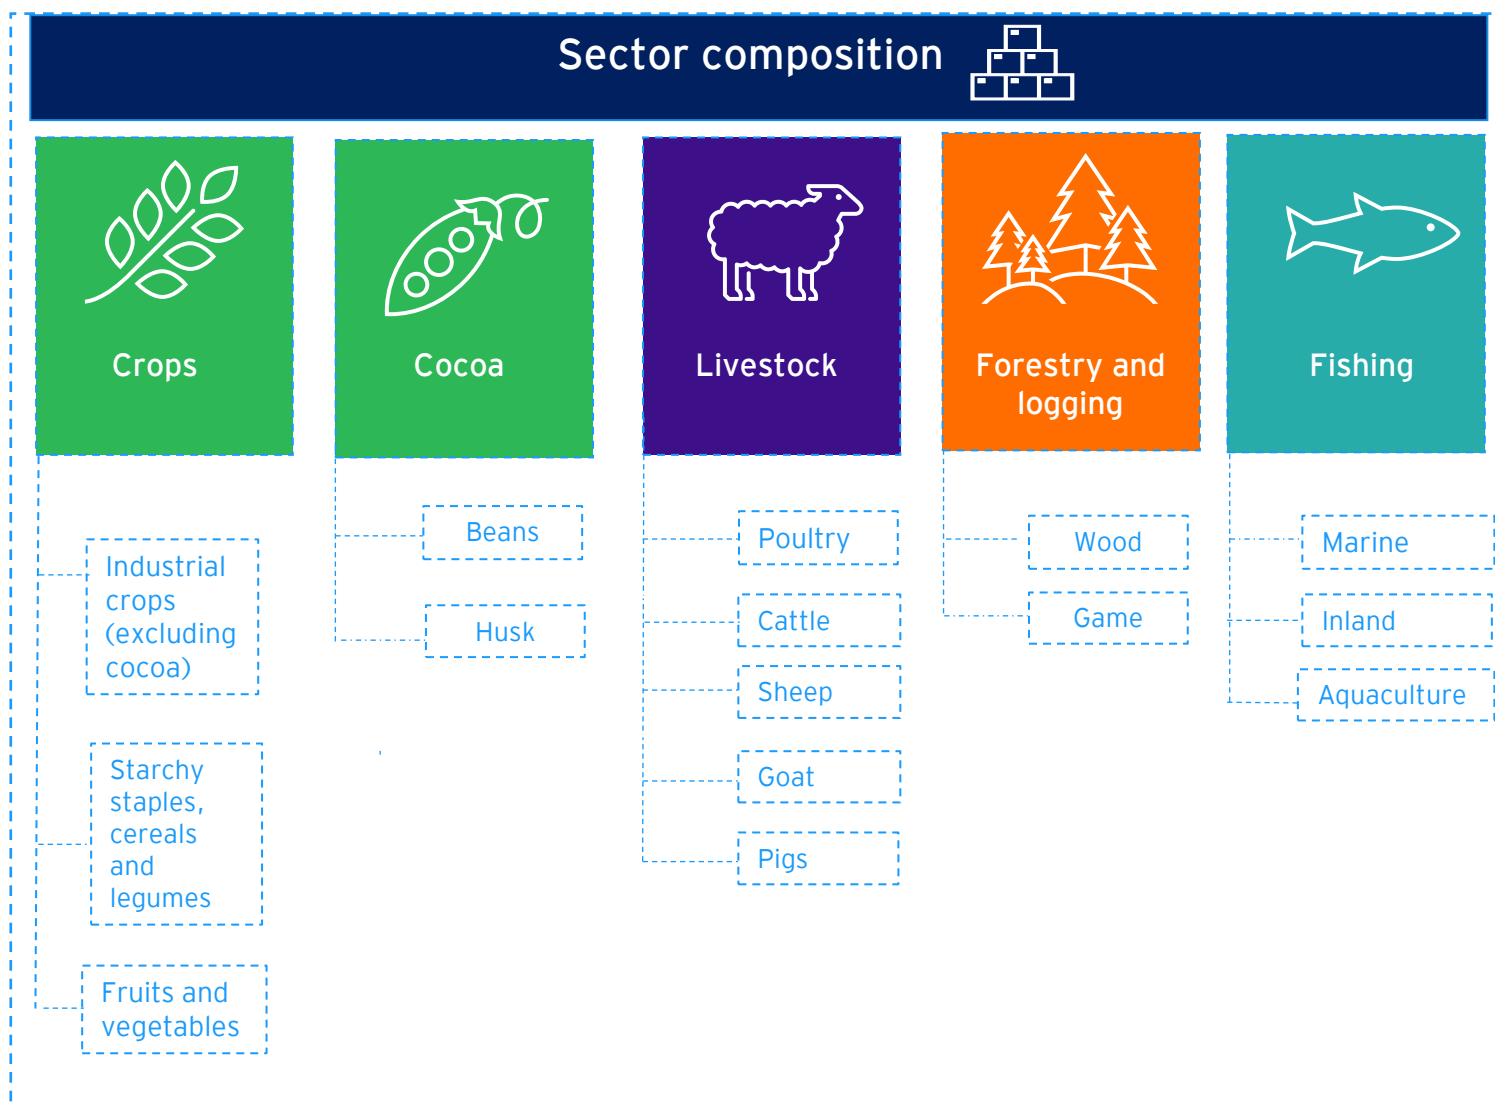 Sector composition
Crops
Cocoa
Livestock
Forestry and
logging
Fishing
Industrial
crops
(excluding
cocoa)
Starchy
staples,
cereals
and
legumes
Fruits and
vegetables
Beans
Husk
Poultry
Cattle
Sheep
Goat
Pigs
Wood
Game
Marine
Inland
Aquaculture